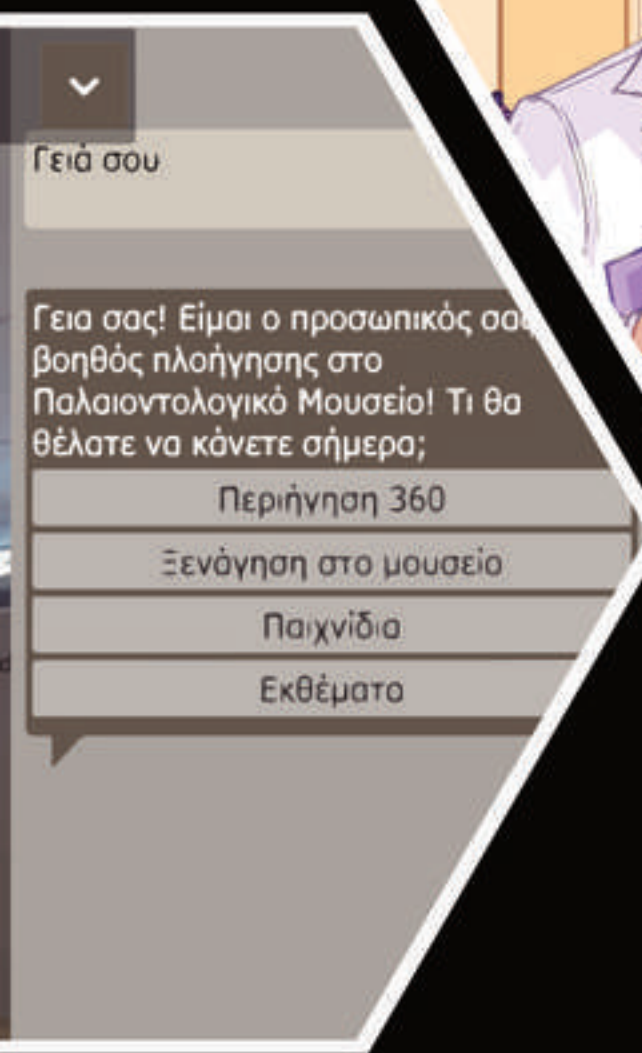 Γειά σου
Γεια σας! Είμαι ο προσωπικός σας
βοηθός πλοήγησης στο
Παλαιοντολογικό Μουσείο! Τι θα
θέλατε να κάνετε σήμερα;
Περιήγηση 360
Ξενάγηση στο μουσείο
Παιχνίδια
Εκθέματα